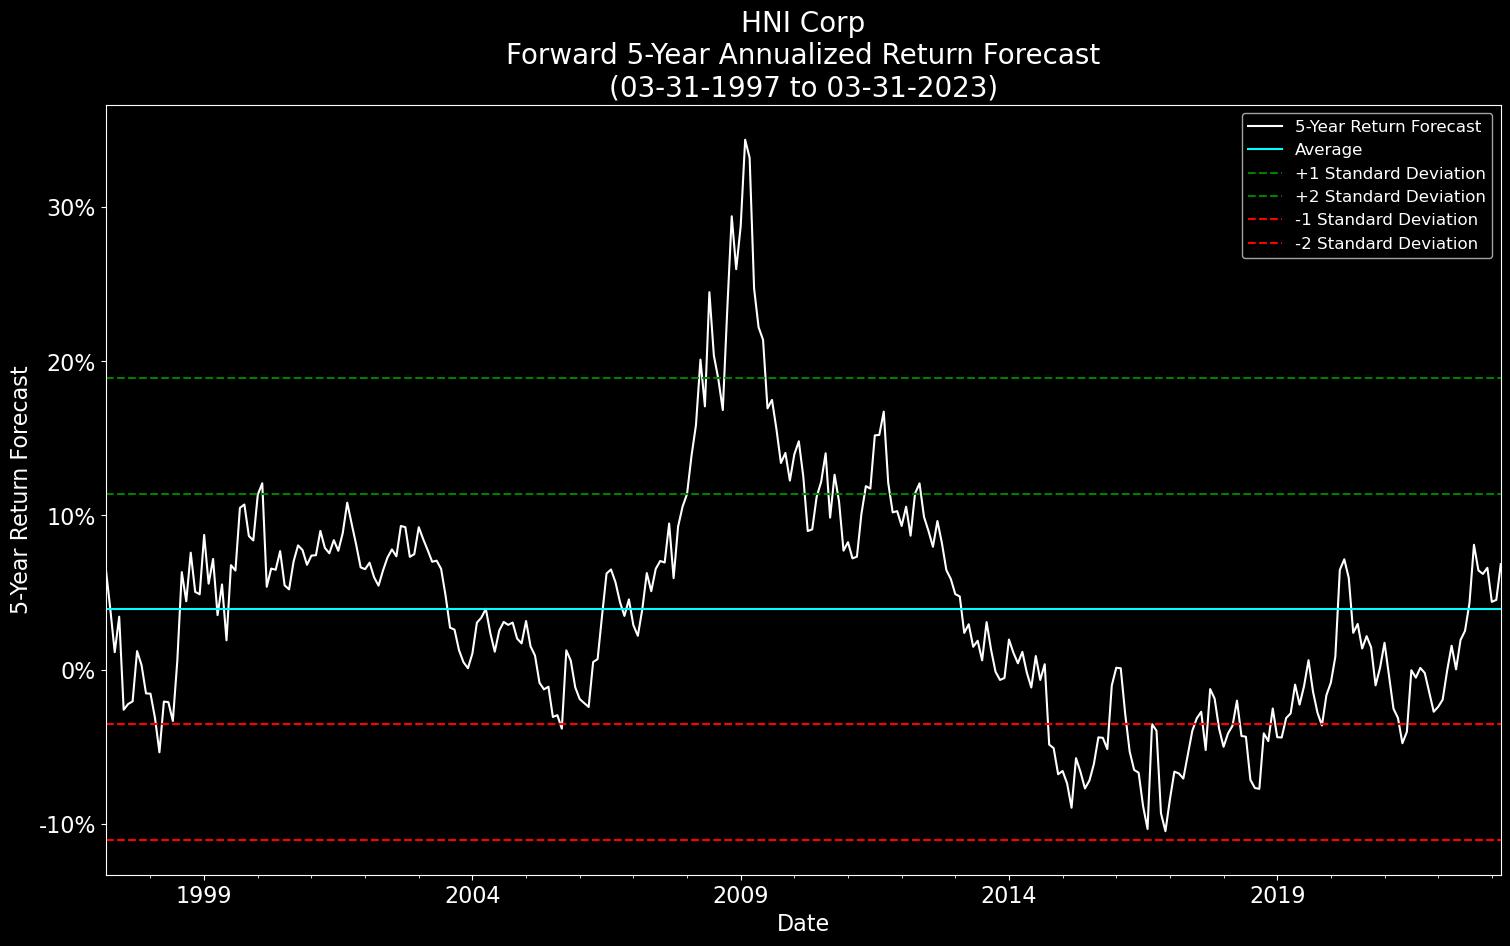 HNI Corp
Forward 5-Year Annualized Return Forecast
(03-31-1997 to 03-31-2023)
5-Year Return Forecast
Average
+1 Standard Deviation
+2 Standard Deviation
-1 Standard Deviation
-2 Standard Deviation
5-Year Return Forecast
30%
20%
10%
0%
-10%
1999
2004
2009
2014
2019
Date